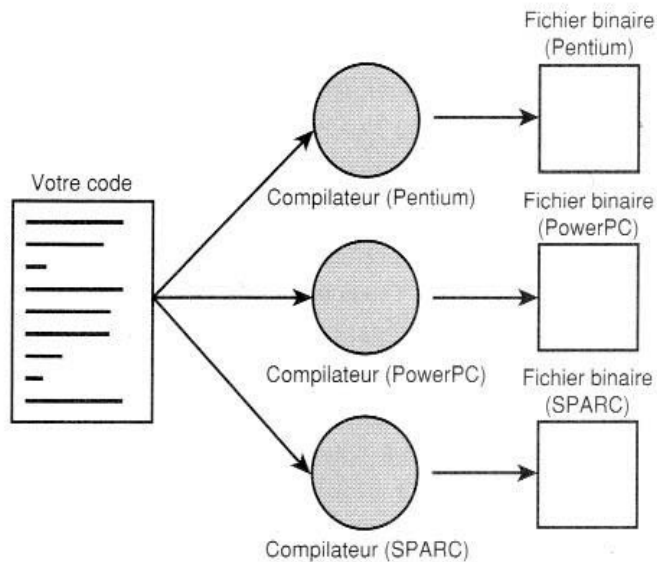 Fichier binaire
(Pentium)
Votre code
Compilateur (Pentium)
Fichier binaire
(PowerPC)
Compilateur (PowerPC)
Fichier binaire
(SPARC)
Compilateur (SPARC)